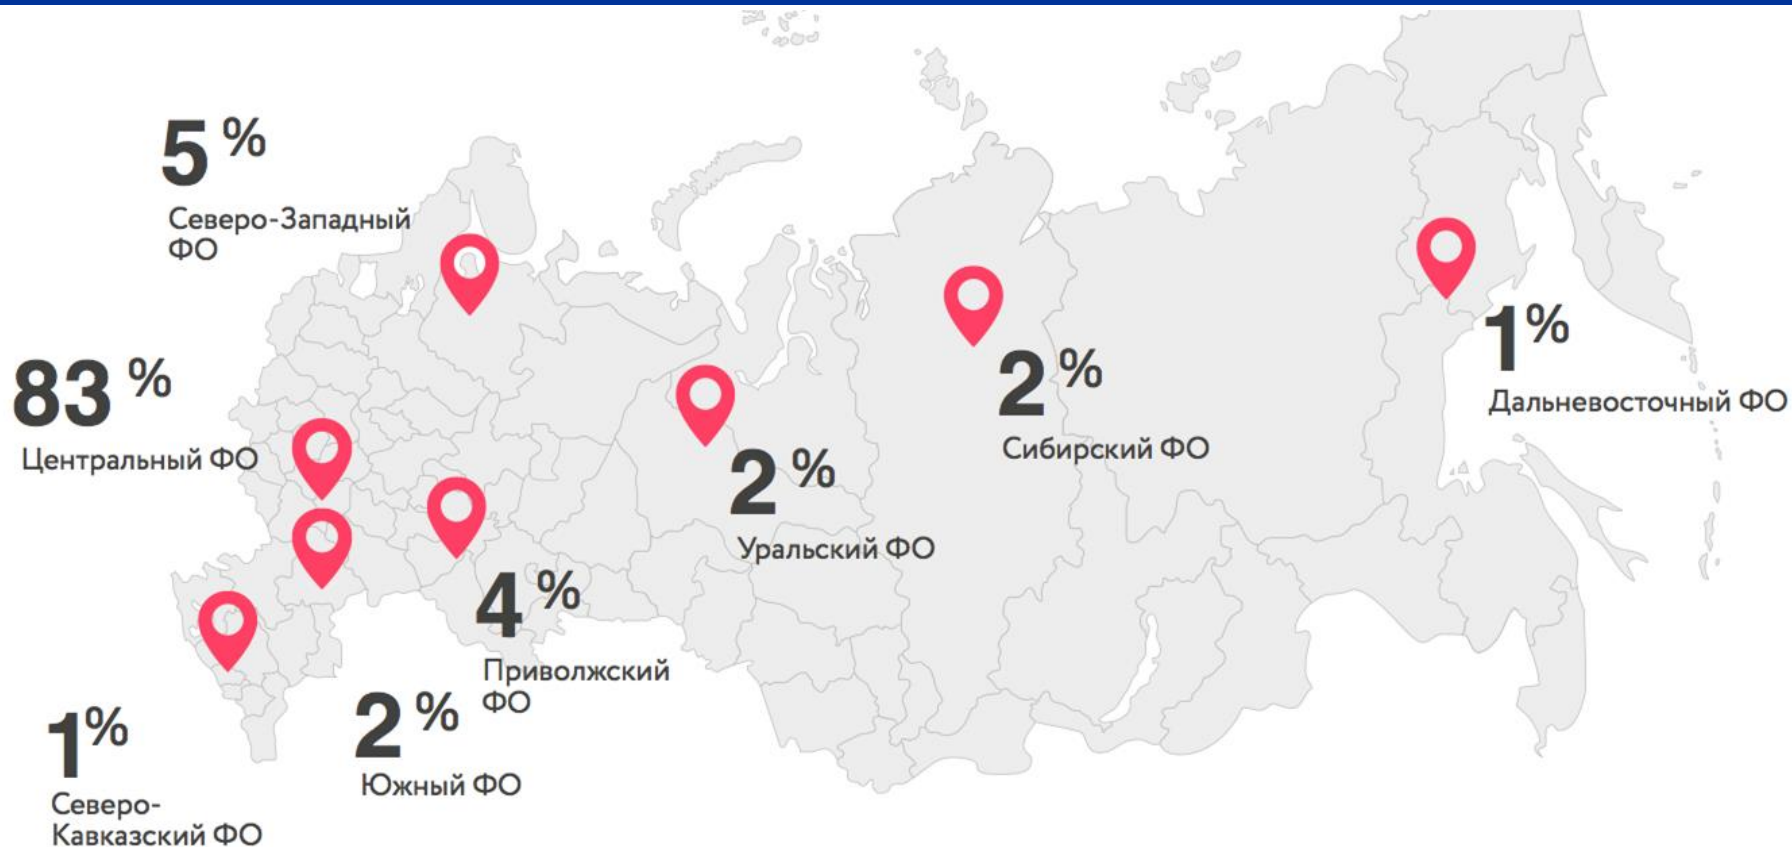 5 %
Северо-Западный
ФО
83 %
Центральный ФО
2 %
Уральский ФО
2 %
Сибирский ФО
1%
Дальневосточный ФО
4 %
Приволжский
ФО
2 %
Южный ФО
1%
Северо-
Кавказский ФО